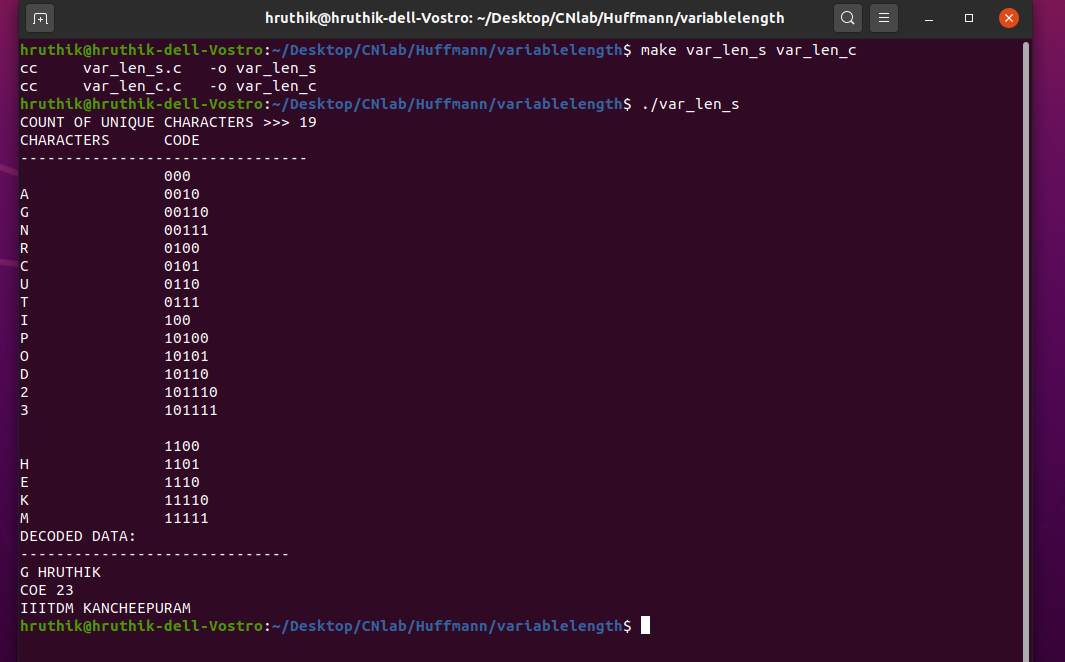 hruthik@hruthik-dell-Vostro: ~/Desktop/CNlab/Huffmann/variablelength
hruthik@hruthik-dell-Vostro:~/Desktop/CNlab/Huffmann/variablelength$ make var_len_s var_len_c
cc     var_len_s.c   -o var_len_s
cc     var_len_c.c   -o var_len_c
hruthik@hruthik-dell-Vostro:~/Desktop/CNlab/Huffmann/variablelength$ ./var_len_s
COUNT OF UNIQUE CHARACTERS >>> 19
CHARACTERS      CODE
--------------------------------
                000
A               0010
G               00110
N               00111
R               0100
C               0101
U               0110
T               0111
I               100
P               10100
O               10101
D               10110
2               101110
3               101111
                1100
H               1101
E               1110
K               11110
M               11111
DECODED DATA:
------------------------------
G HRUTHIK
COE 23
IIITDM KANCHEEPURAM
hruthik@hruthik-dell-Vostro:~/Desktop/CNlab/Huffmann/variablelength$